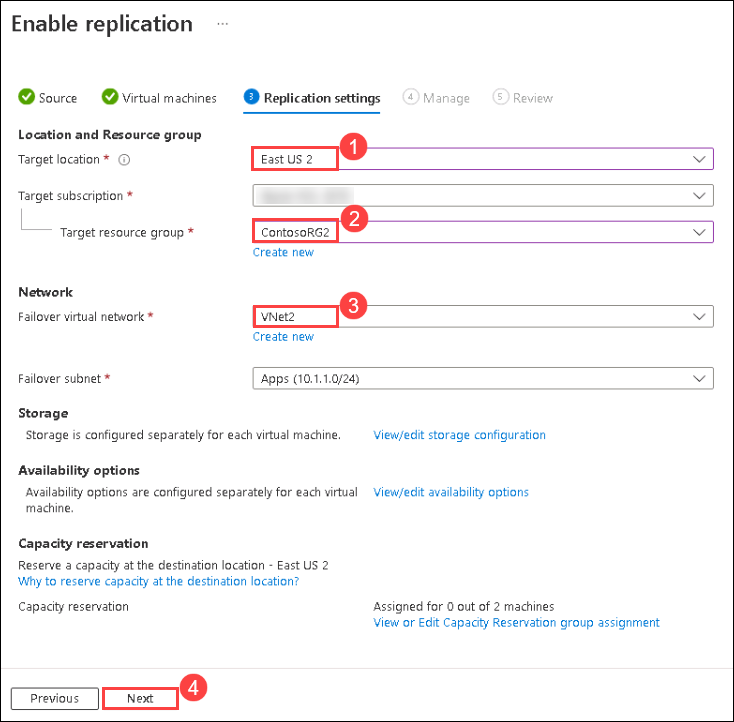 Enable replication ...
Source Virtual machines 3 Replication settings 4 Manage 5 Review
Location and Resource group
Target location * East US 2 1
Target subscription *
Target resource group * ContosoRG2 2
Create new
Network
Failover virtual network * VNet2 3
Create new
Failover subnet * Apps (10.1.1.0/24)
Storage
Storage is configured separately for each virtual machine. View/edit storage configuration
Availability options
Availability options are configured separately for each virtual View/edit availability options
machine.
Capacity reservation
Reserve a capacity at the destination location - East US 2
Why to reserve capacity at the destination location?
Capacity reservation Assigned for 0 out of 2 machines
View or Edit Capacity Reservation group assignment
Previous Next 4